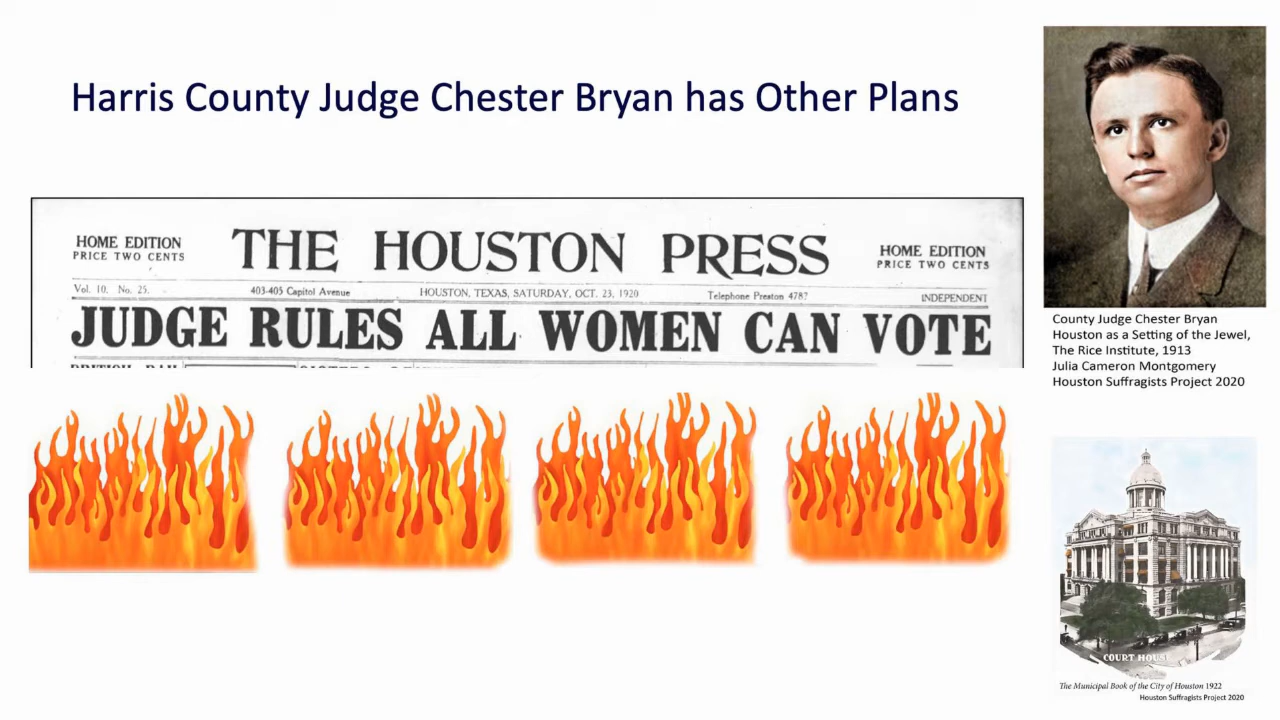 Harris County Judge Chester Bryan has Other Plans
HOME EDITION
PRICE TWO CENTS
THE HOUSTON PRESS
HOME EDITION
PRICE TWO CENTS
Vol. 10. No. 25.
403-405 Capitol Avenue
HOUSTON, TEXAS, SATURDAY, OCT. 23, 1920
Telephone Preston 4787
INDEPENDENT
JUDGE RULES ALL WOMEN CAN VOTE
County Judge Chester Bryan
Houston as a Setting of the Jewel,
The Rice Institute, 1913
Julia Cameron Montgomery
Houston Suffragists Project 2020
COURT HOUSE
The Municipal Book of the City of Houston 1922
Houston Suffragists Project 2020